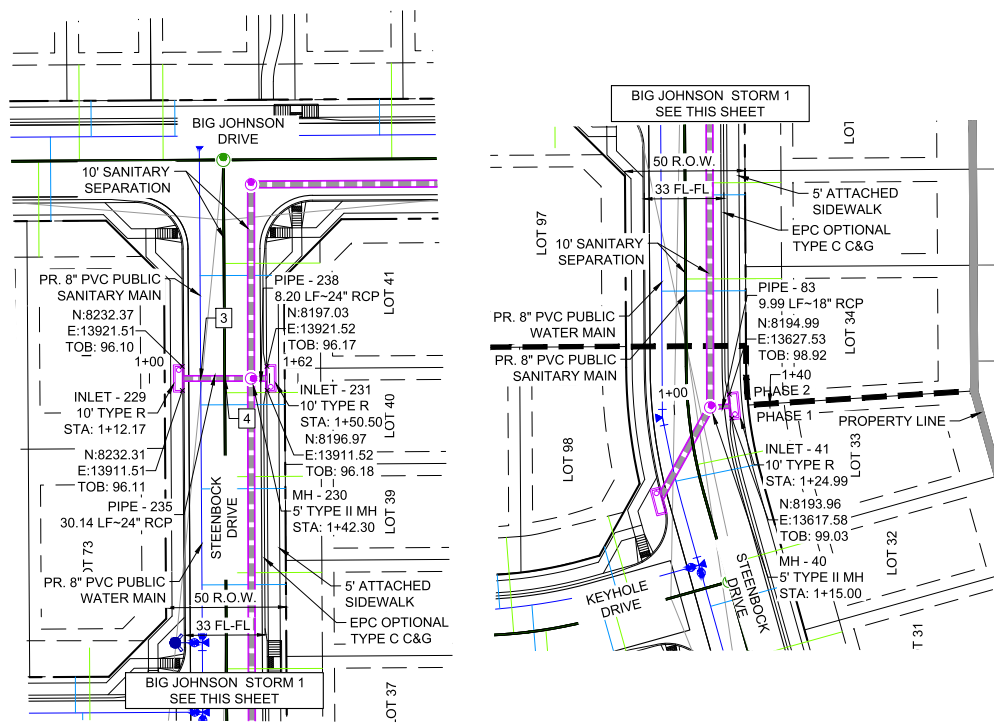 BIG JOHNSON
DRIVE
10' SANITARY
SEPARATION
PR. 8" PVC PUBLIC
SANITARY MAIN
N:8232.37
E:13921.51
TOB: 96.10
1+00
3
PIPE - 238
8.20 LF~24" RCP
N:8197.03
E:13921.52
TOB: 96.17
1+62
LOT 41
INLET - 229
10' TYPE R
STA: 1+12.17
4
INLET - 231
10' TYPE R
STA: 1+50.50
LOT 40
N:8232.31
E:13911.51
TOB: 96.11
N:8196.97
E:13911.52
TOB: 96.18
PIPE - 235
30.14 LF~24" RCP
MH - 230
5' TYPE II MH
STA: 1+42.30
LOT 39
STEENBOCK
DRIVE
OT 73
PR. 8" PVC PUBLIC
WATER MAIN
5' ATTACHED
SIDEWALK
50 R.O.W.
33 FL-FL
EPC OPTIONAL
TYPE C C&G
BIG JOHNSON STORM 1
SEE THIS SHEET
LOT 37
BIG JOHNSON STORM 1
SEE THIS SHEET
LOT
50 R.O.W.
33 FL-FL
5' ATTACHED
SIDEWALK
LOT 97
EPC OPTIONAL
TYPE C C&G
10' SANITARY
SEPARATION
PIPE - 83
9.99 LF~18" RCP
PR. 8" PVC PUBLIC
WATER MAIN
N:8194.99
E:13627.53
TOB: 98.92
LOT 34
PR. 8" PVC PUBLIC
SANITARY MAIN
1+40
1+00
PHASE 2
PHASE 1
PROPERTY LINE
LOT 98
INLET - 41
10' TYPE R
STA: 1+24.99
LOT 33
N:8193.96
E:13617.58
TOB: 99.03
LOT 32
MH - 40
5' TYPE II MH
STA: 1+15.00
STEENBOCK
DRIVE
KEYHOLE
DRIVE
LOT 31